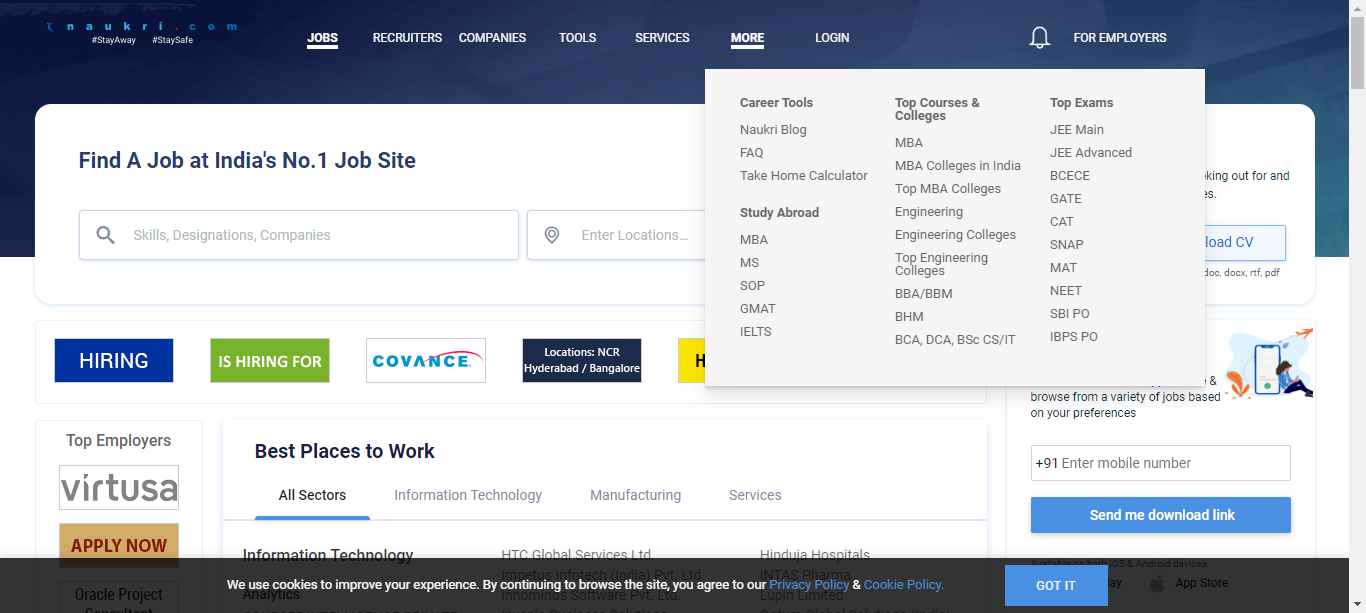 naukri.com
#StayAway #StaySafe
JOBS RECRUITERS COMPANIES TOOLS SERVICES MORE LOGIN FOR EMPLOYERS
Find A Job at India's No.1 Job Site
Skills, Designations, Companies
Enter Locations...
Career Tools
Naukri Blog
FAQ
Take Home Calculator
Study Abroad
MBA
MS
SOP
GMAT
IELTS
Top Courses &
Colleges
MBA
MBA Colleges in India
Top MBA Colleges
Engineering
Engineering Colleges
Top Engineering
Colleges
BBA/BBM
BHM
BCA, DCA, BSc CS/IT
Top Exams
JEE Main
JEE Advanced
BCECE
GATE
CAT
SNAP
MAT
NEET
SBI PO
IBPS PO
out for and
CV
doc, docx, rtf, pdf
HIRING
IS HIRING FOR
COVANCE
Locations: NCR
Hyderabad / Bangalore
&
browse from a variety of jobs based
on your preferences
+91 Enter mobile number
Send me download link
Available on both iOS & Android devices
App Store
Top Employers
virtusa
APPLY NOW
Oracle Project
Consultant
Best Places to Work
All Sectors Information Technology Manufacturing Services
Information Technology HTC Global Services Ltd Hinduja Hospitals
Impetus Infotech (India) Pvt. Ltd. INTAS Pharma
Analytics Innominds Software Pvt. Ltd. Lupin Limited
We use cookies to improve your experience. By continuing to browse the site, you agree to our Privacy Policy & Cookie Policy.
GOT IT